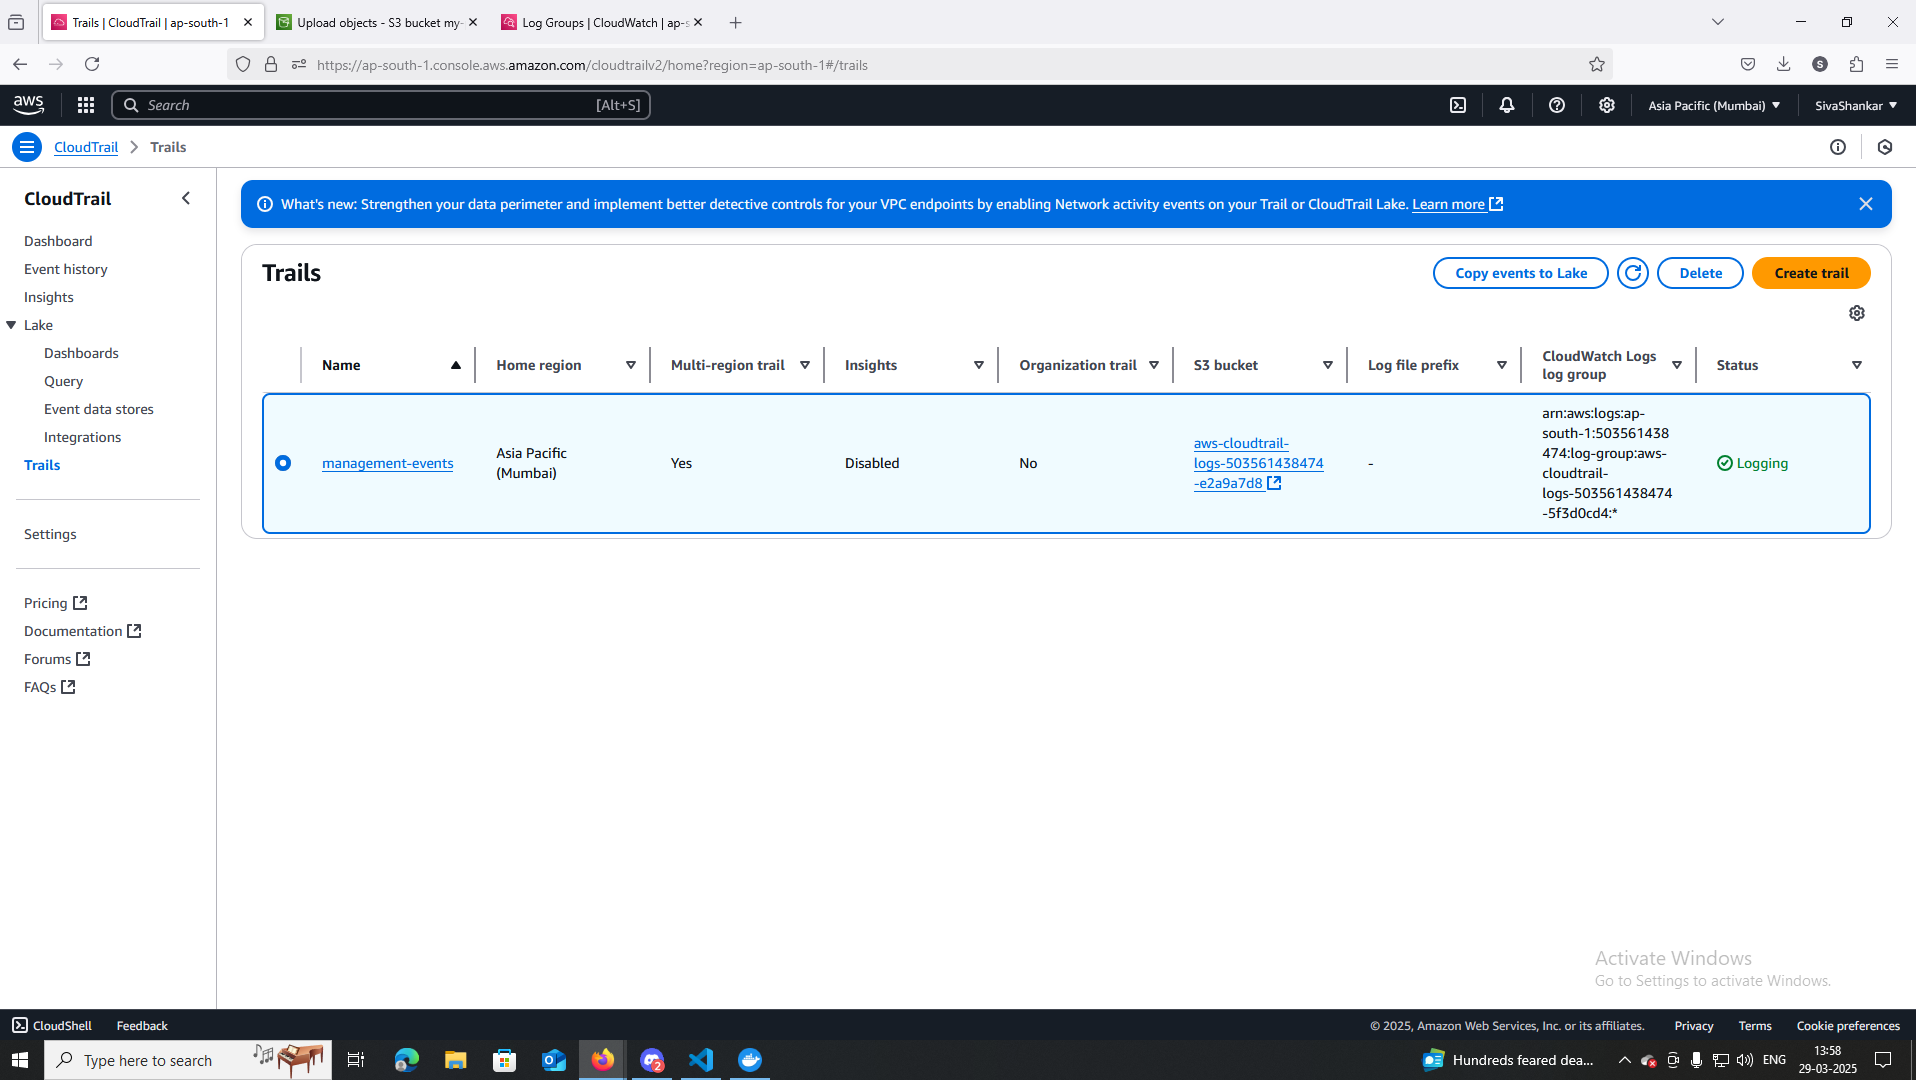 Trails | CloudTrail | ap-south-1
Upload objects - S3 bucket my-
Log Groups | CloudWatch | ap-s
https://ap-south-1.console.aws.amazon.com/cloudtrailv2/home?region=ap-south-1#/trails
S
aws
Search
[Alt+S]
Asia Pacific (Mumbai)
SivaShankar
CloudTrail
Trails
CloudTrail
Dashboard
Event history
Insights
Lake
Dashboards
Query
Event data stores
Integrations
Trails
Settings
Pricing
Documentation
Forums
FAQs
What's new: Strengthen your data perimeter and implement better detective controls for your VPC endpoints by enabling Network activity events on your Trail or CloudTrail Lake. Learn more
Trails
Copy events to Lake
Delete
Create trail
Name
Home region
Multi-region trail
Insights
Organization trail
S3 bucket
Log file prefix
CloudWatch Logs
log group
Status
management-events
Asia Pacific
(Mumbai)
Yes
Disabled
No
aws-cloudtrail-
logs-503561438474
-e2a9a7d8
-
arn:aws:logs:ap-
south-1:503561438
474:log-group:aws-
cloudtrail-
logs-503561438474
-5f3d0cd4:*
Logging
Activate Windows
Go to Settings to activate Windows.
CloudShell
Feedback
© 2025, Amazon Web Services, Inc. or its affiliates.
Privacy
Terms
Cookie preferences
Type here to search
2
Hundreds feared dea...
ENG
13:58
29-03-2025